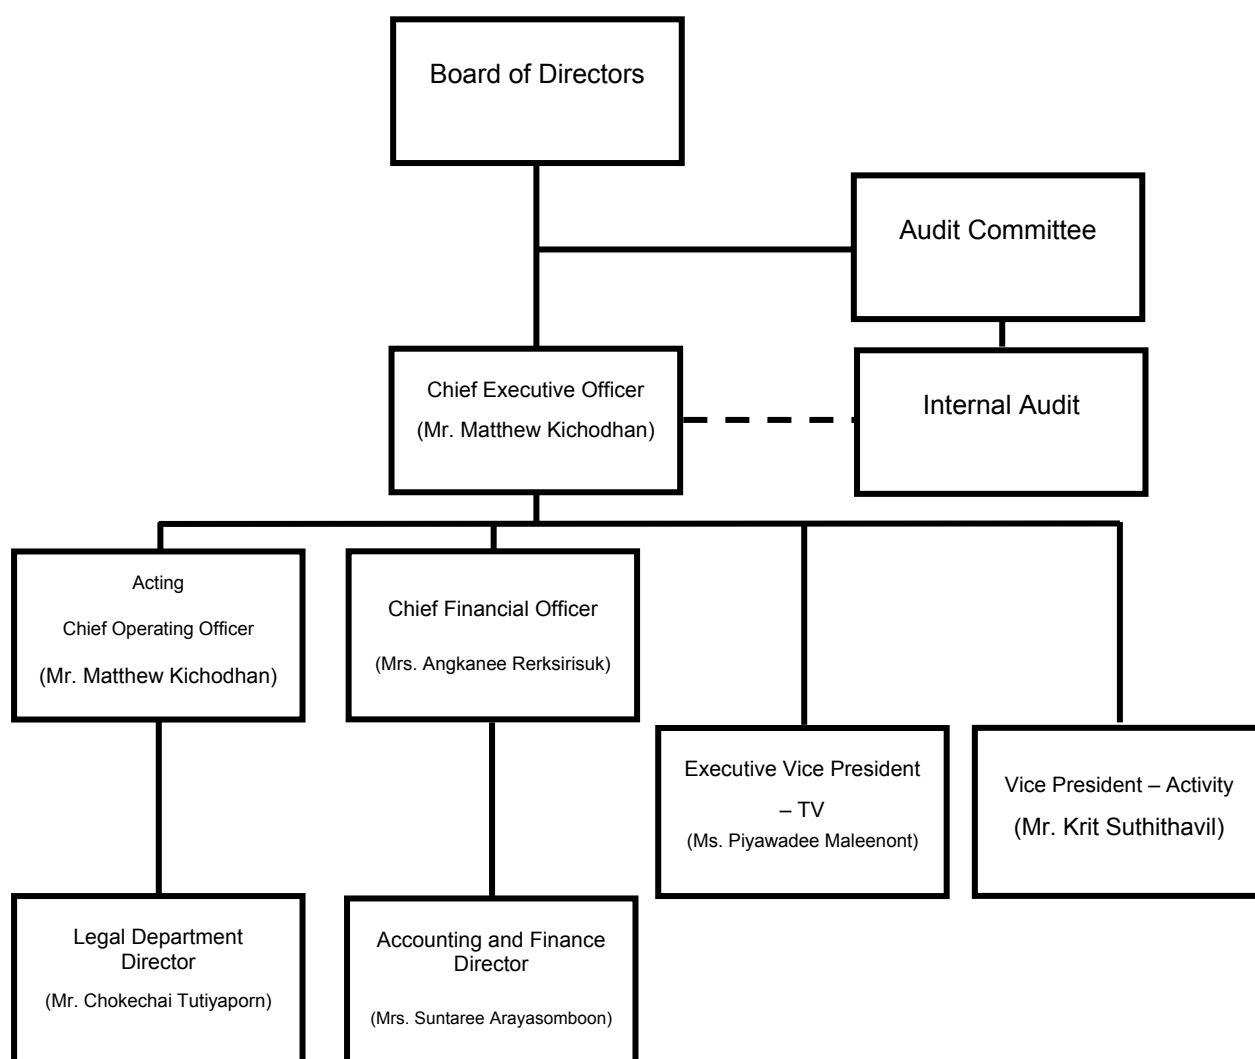 Board of Directors
Audit Committee
Chief Executive Officer
(Mr. Matthew Kichodhan)
Internal Audit
Acting
Chief Operating Officer
(Mr. Matthew Kichodhan)
Chief Financial Officer
(Mrs. Angkanee Rerksirisuk)
Executive Vice President
– TV
(Ms. Piyawadee Maleenont)
Vice President – Activity
(Mr. Krit Suthithavil)
Legal Department
Director
(Mr. Chokechai Tutiyaporn)
Accounting and Finance
Director
(Mrs. Suntaree Arayasomboon)